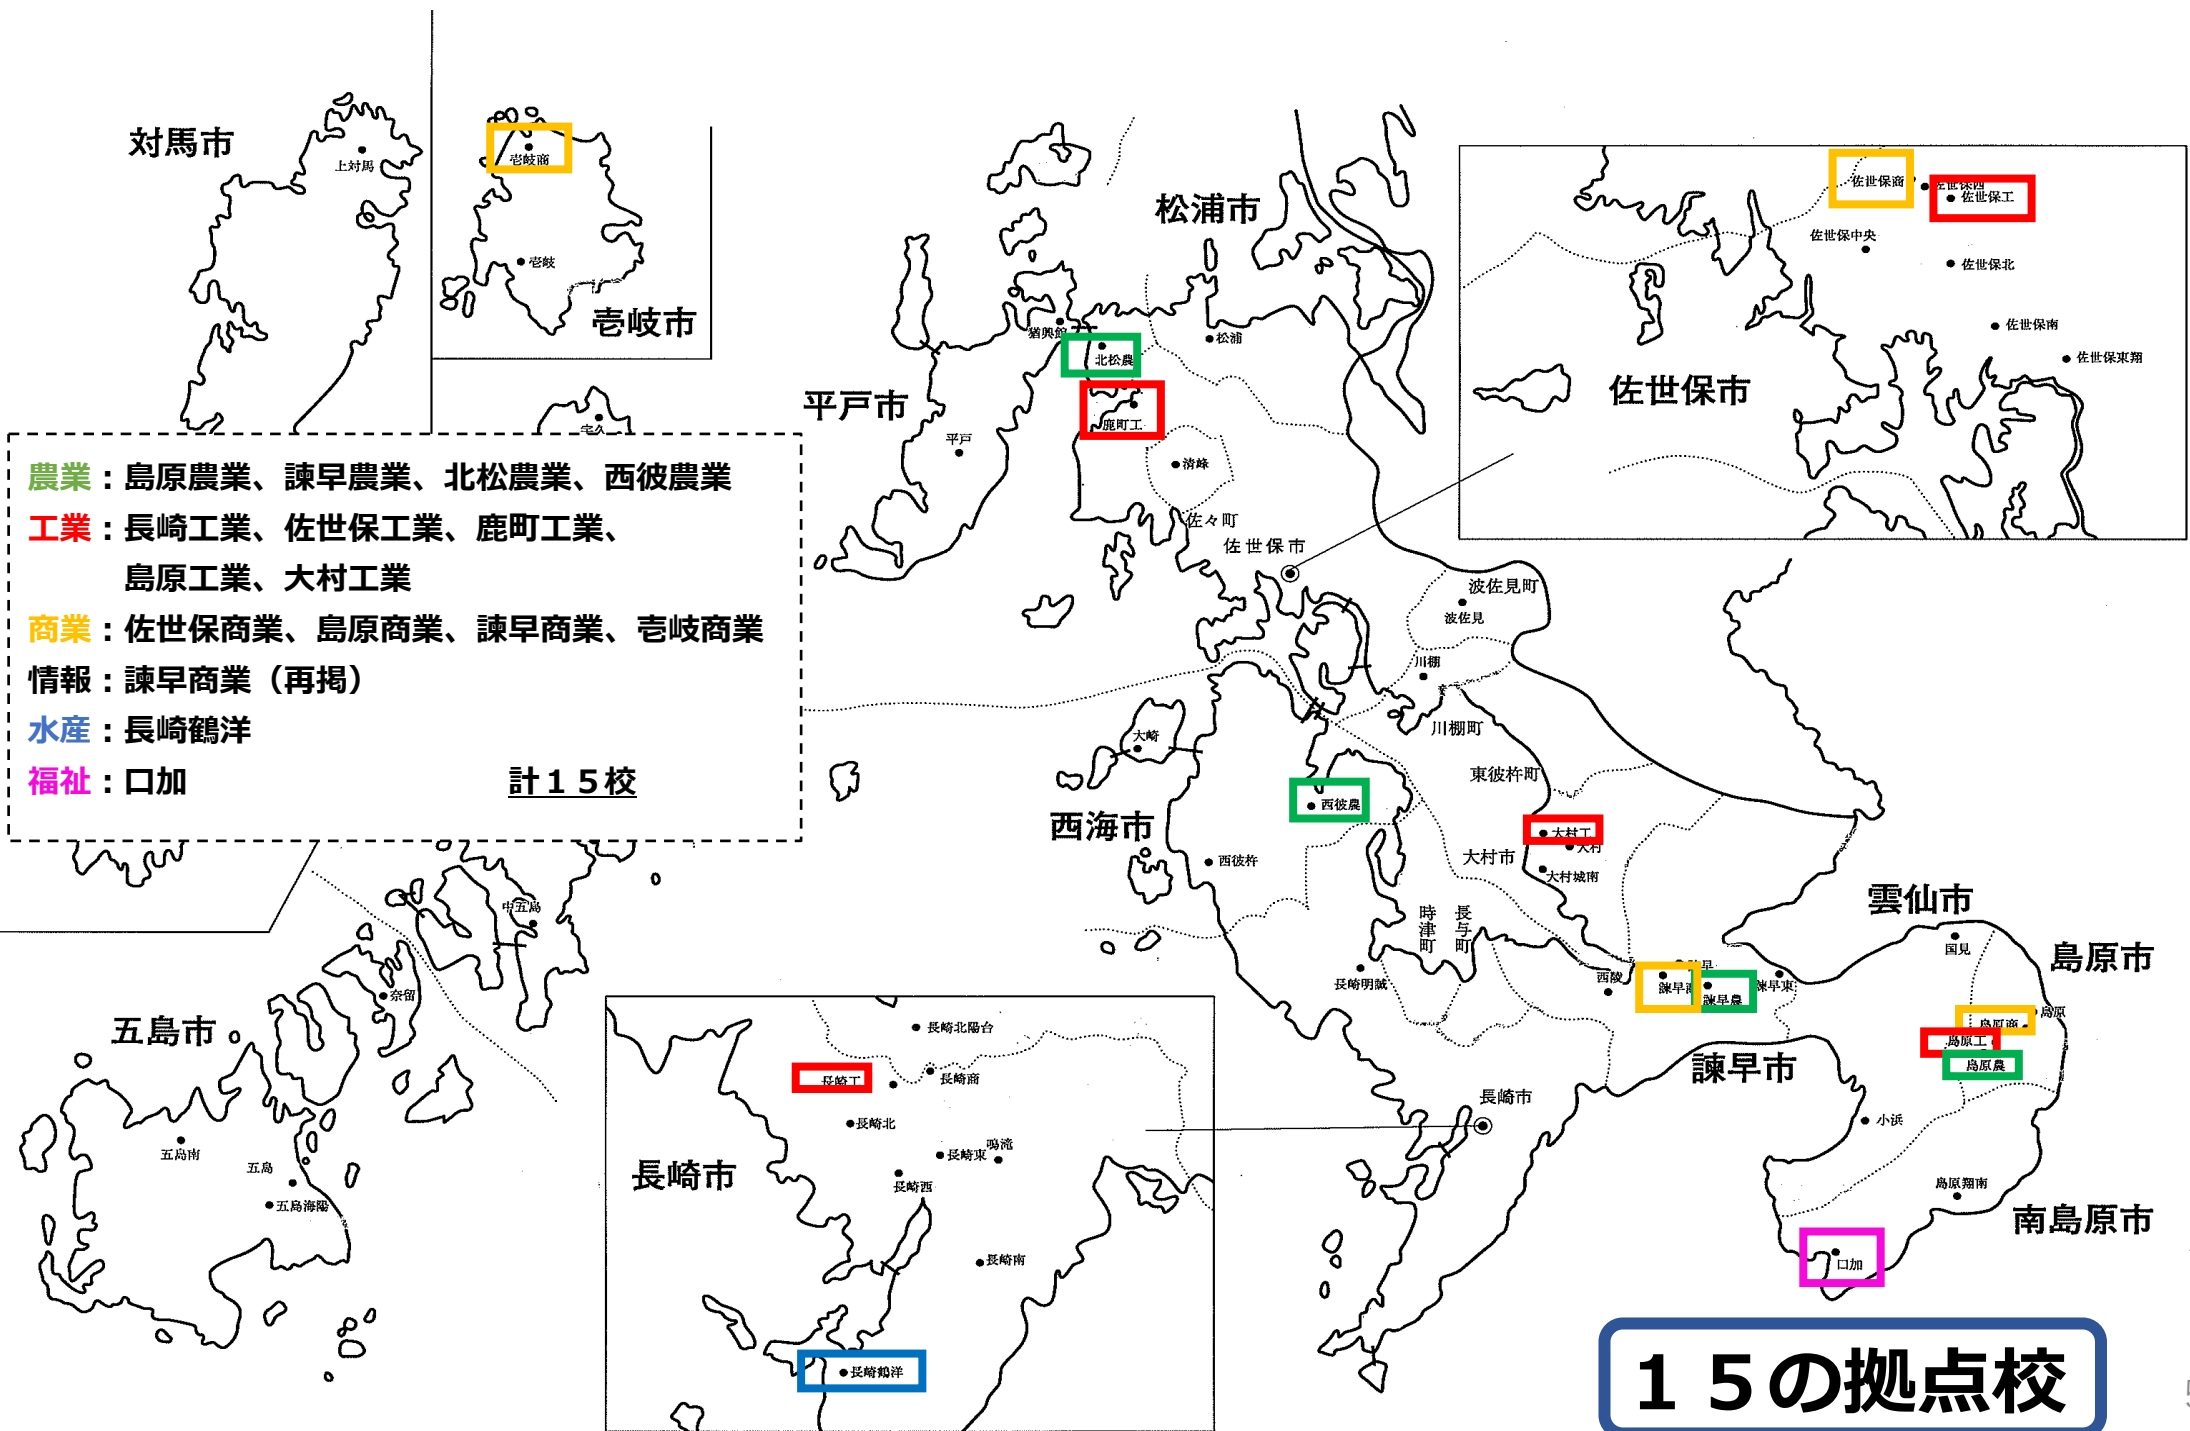 対馬市
上対馬
壱岐商
壱岐
壱岐市
宇久
農業：島原農業、諫早農業、北松農業、西彼農業
工業：長崎工業、佐世保工業、鹿町工業、
島原工業、大村工業
商業：佐世保商業、島原商業、諫早商業、壱岐商業
情報：諫早商業（再掲）
水産：長崎鶴洋
福祉：口加
計１５校
松浦市
猶興館
北松農
松浦
平戸市
鹿町工
平戸
清峰
佐々町
佐世保市
佐世保商
佐世保西
佐世保工
佐世保中央
佐世保北
佐世保南
佐世保東翔
佐世保市
波佐見町
波佐見
川棚
川棚町
大崎
東彼杵町
西海市
西彼農
西彼杵
大村工
大村
大村市
大村城南
時津町
長与町
長崎明誠
西陵
諫早
諫早商
諫早農
諫早東
諫早市
雲仙市
国見
島原市
島原
島原商
島原工
島原農
小浜
島原翔南
南島原市
口加
中五島
奈留
五島市
五島南
五島
五島海陽
長崎北陽台
長崎工
長崎商
長崎北
長崎東
鳴滝
長崎西
長崎市
長崎南
長崎鶴洋
長崎市
１５の拠点校